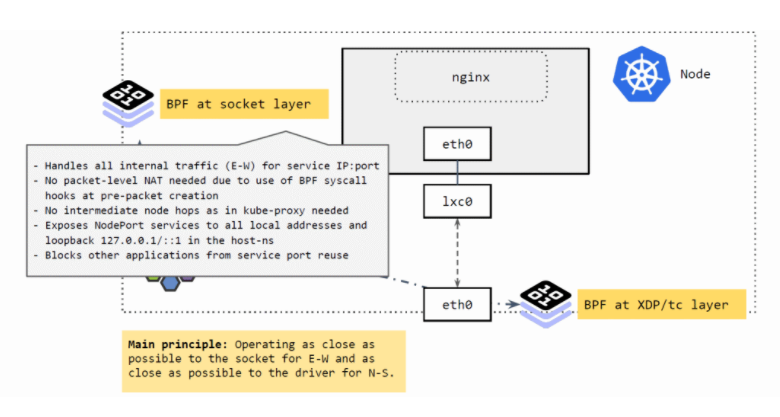 nginx
Node
BPF at socket layer
eth0
- Handles all internal traffic (E-W) for service IP:port
- No packet-level NAT needed due to use of BPF syscall
hooks at pre-packet creation
- No intermediate node hops as in kube-proxy needed
- Exposes NodePort services to all local addresses and
loopback 127.0.0.1/::1 in the host-ns
- Blocks other applications from service port reuse
lxc0
eth0
BPF at XDP/tc layer
Main principle: Operating as close as
possible to the socket for E-W and as
close as possible to the driver for N-S.